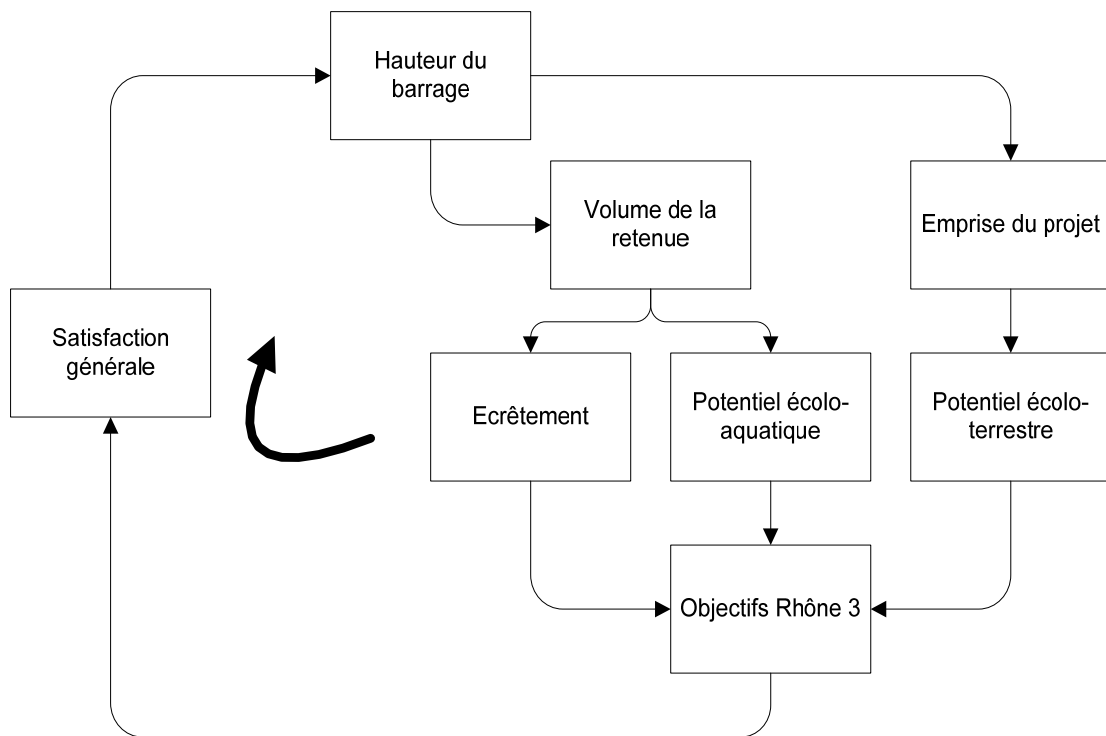 Hauteur du
barrage
Volume de la
retenue
Emprise du projet
Satisfaction
générale
Ecrêtement
Potentiel écolo-
aquatique
Potentiel écolo-
terrestre
Objectifs Rhône 3